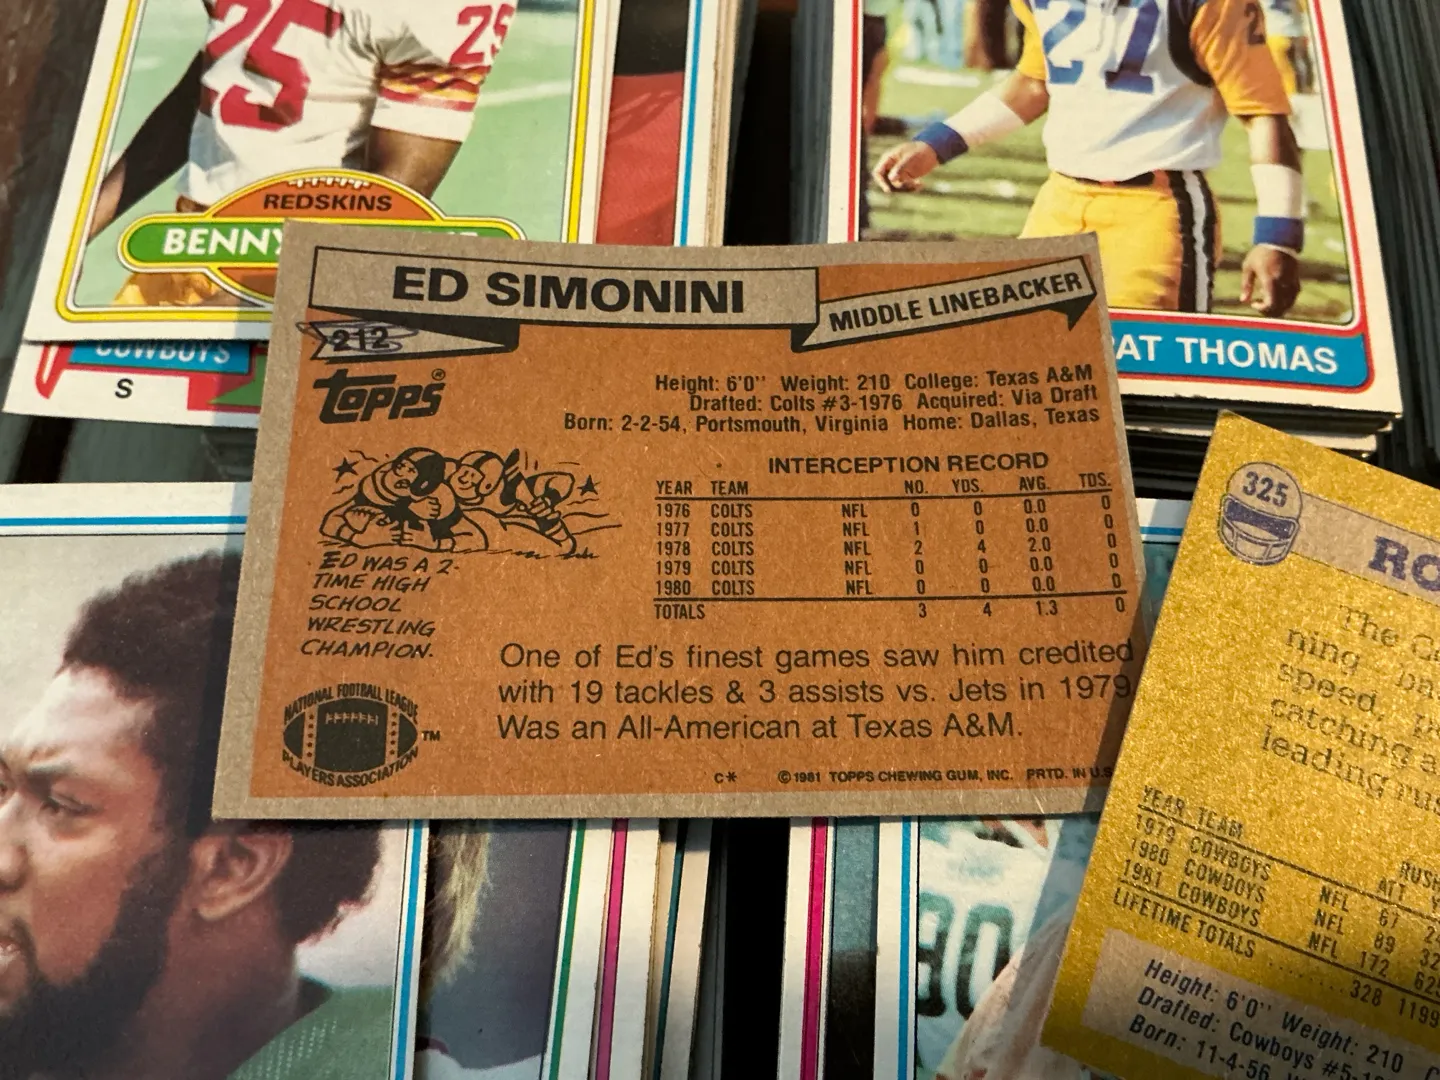 25
25
27
REDSKINS
BENNY
COWBOYS
S
PAT THOMAS
ED SIMONINI
MIDDLE LINEBACKER
212
Topps®
Height: 6'0" Weight: 210 College: Texas A&M
Drafted: Colts #3-1976 Acquired: Via Draft
Born: 2-2-54, Portsmouth, Virginia Home: Dallas, Texas
INTERCEPTION RECORD
YEAR TEAM NO. YDS. AVG. TDS.
1976 COLTS NFL 0 0 0.0 0
1977 COLTS NFL 1 0 0.0 0
1978 COLTS NFL 2 4 2.0 0
1979 COLTS NFL 0 0 0.0 0
1980 COLTS NFL 0 0 0.0 0
TOTALS 3 4 1.3 0
ED WAS A 2-
TIME HIGH
SCHOOL
WRESTLING
CHAMPION.
One of Ed's finest games saw him credited
with 19 tackles & 3 assists vs. Jets in 1979.
Was an All-American at Texas A&M.
NATIONAL FOOTBALL LEAGUE
PLAYERS ASSOCIATION
TM
C* ©1981 TOPPS CHEWING GUM, INC. PRTD. IN U.S.
325
RO
The
ning
speed,
catching a
leading rus
YEAR TEAM
RUSH
ATT
1979 COWBOYS NFL 67
1980 COWBOYS NFL 89
1981 COWBOYS NFL 172
LIFETIME TOTALS ........ 328 1199
Height: 6'0" Weight: 210
Drafted: Cowboys
Born: 11-4-56